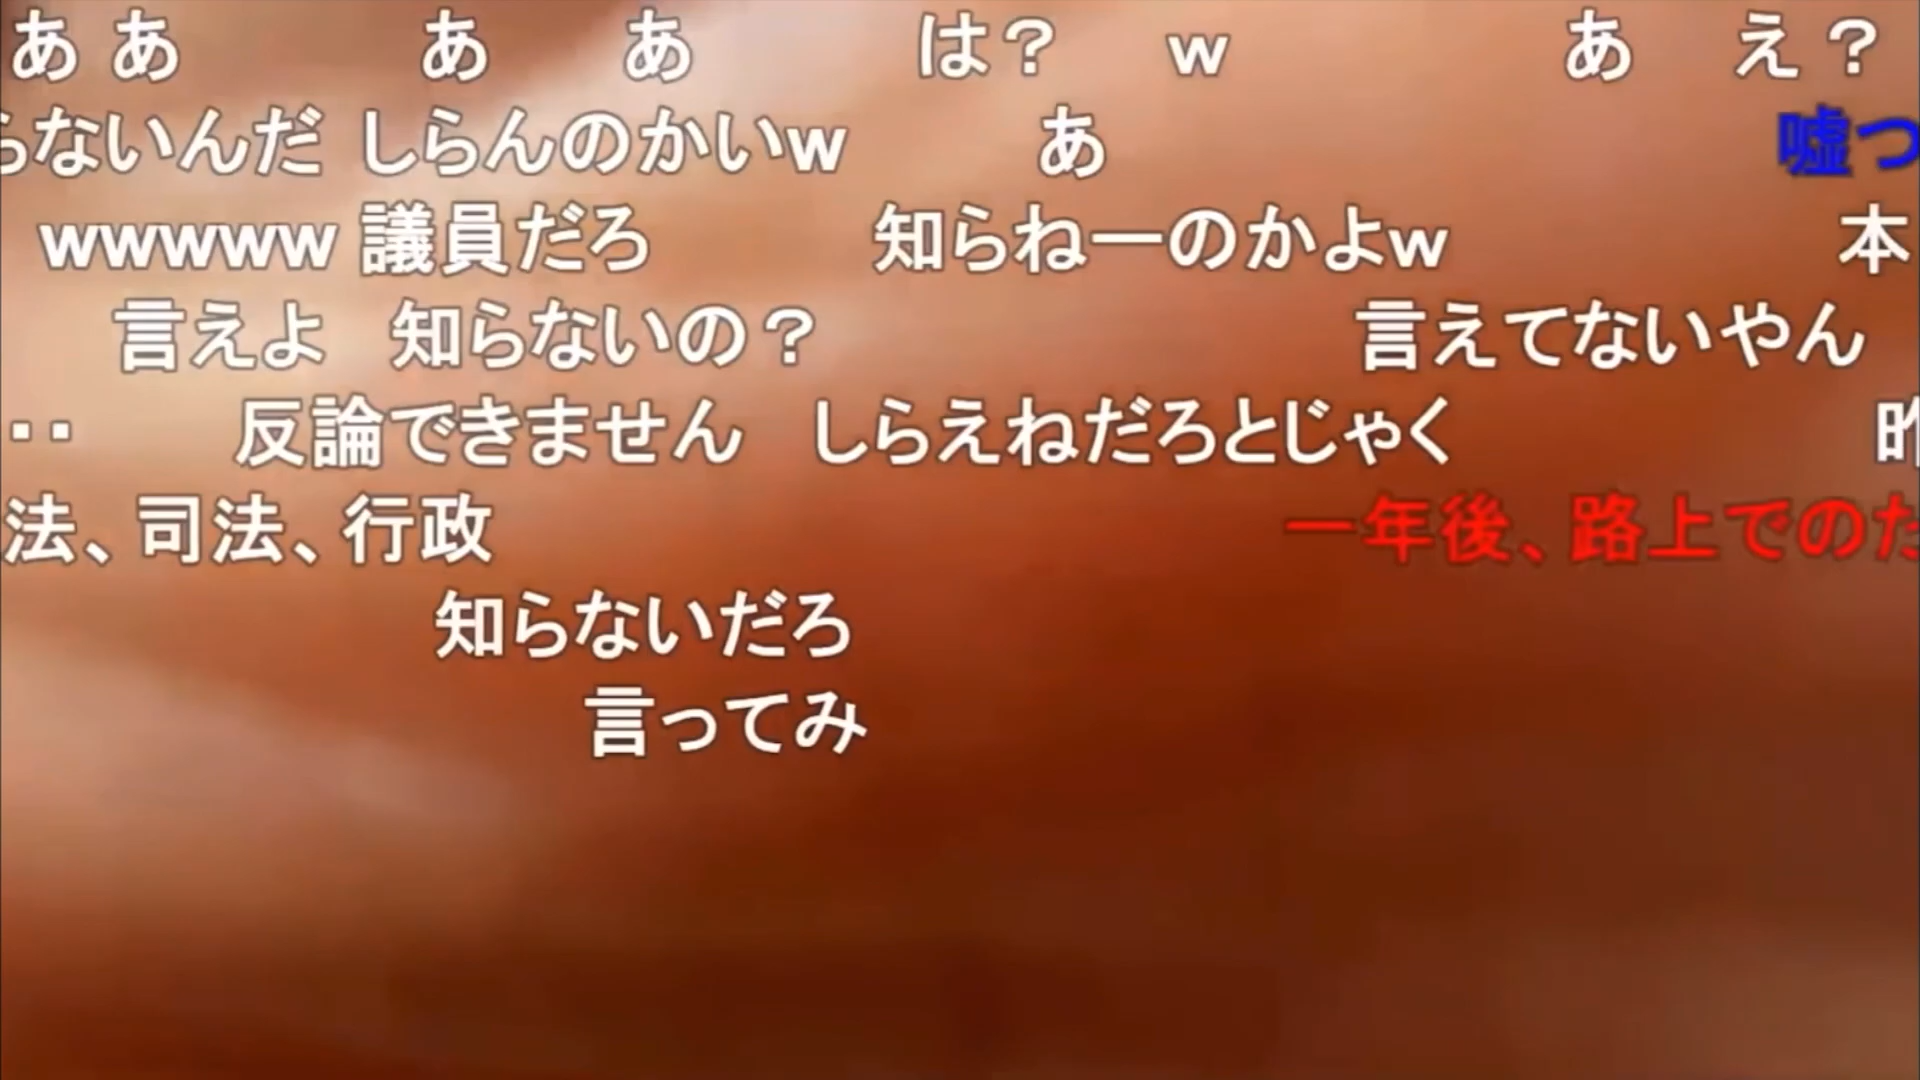 ああ あ あ は？ w あ え？
らないんだ しらんのかいw あ 嘘つ
wwwwww 議員だろ 知らねーのかよw 本
言えよ 知らないの？ 言えてないやん
・・ 反論できません しらえねだろとじゃく 昨
法、司法、行政 一年後、路上でのた
知らないだろ
言ってみ